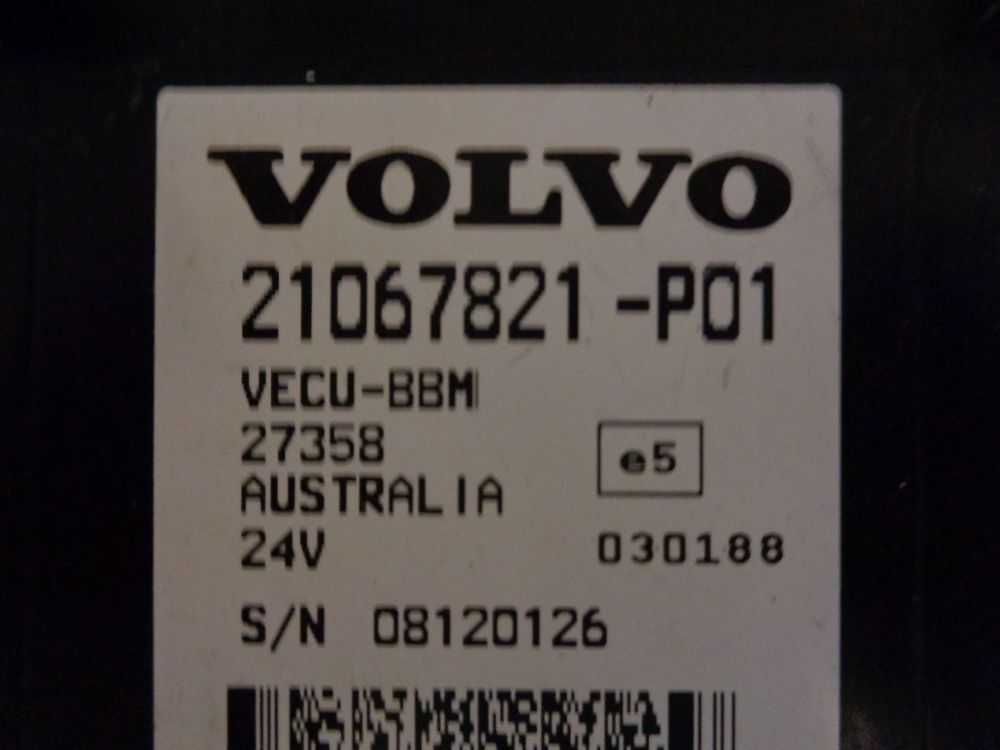 VOLVO
21067821-P01
VECU-BBM
27358
e5
AUSTRALIA
24V
030188
S/N 08120126